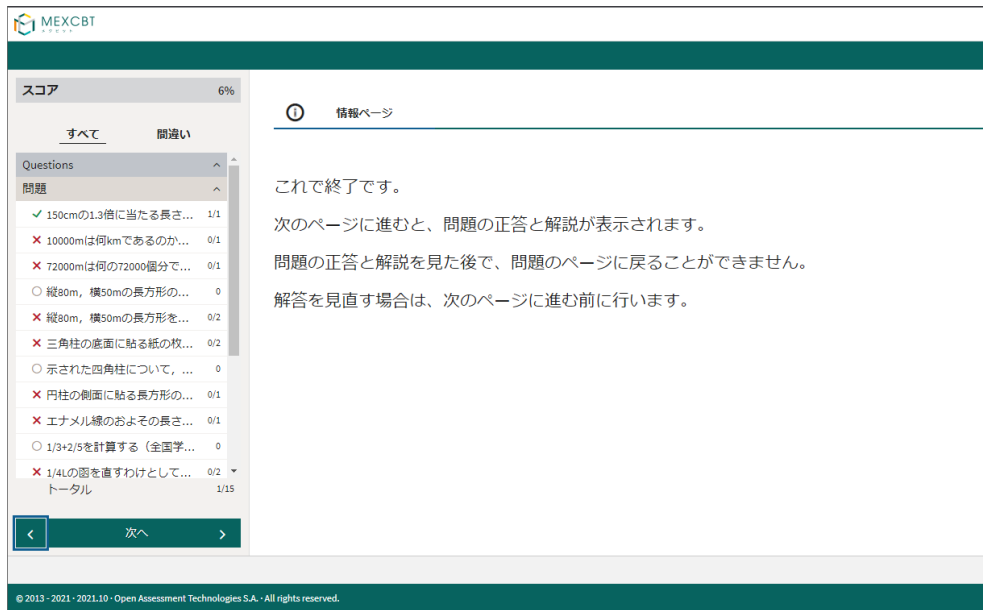 MEXCBT
メクビット
スコア 6%
すべて 間違い
Questions
問題
150cmの1.3倍に当たる長さ... 1/1
10000mは何kmであるのか... 0/1
72000mは何の72000個分で... 0/1
縦80m，横50mの長方形の... 0
縦80m，横50mの長方形を... 0/2
三角柱の底面に貼る紙の枚... 0/2
示された四角柱について，... 0
円柱の側面に貼る長方形の... 0/1
エナメル線のおよその長さ... 0/1
1/3+2/5を計算する（全国学... 0
1/4Lの図を直すわけとして... 0/2
トータル 1/15
次へ
情報ページ
これで終了です。
次のページに進むと、問題の正答と解説が表示されます。
問題の正答と解説を見た後で、問題のページに戻ることができません。
解答を見直す場合は、次のページに進む前に行います。
© 2013 - 2021 · 2021.10 · Open Assessment Technologies S.A. · All rights reserved.